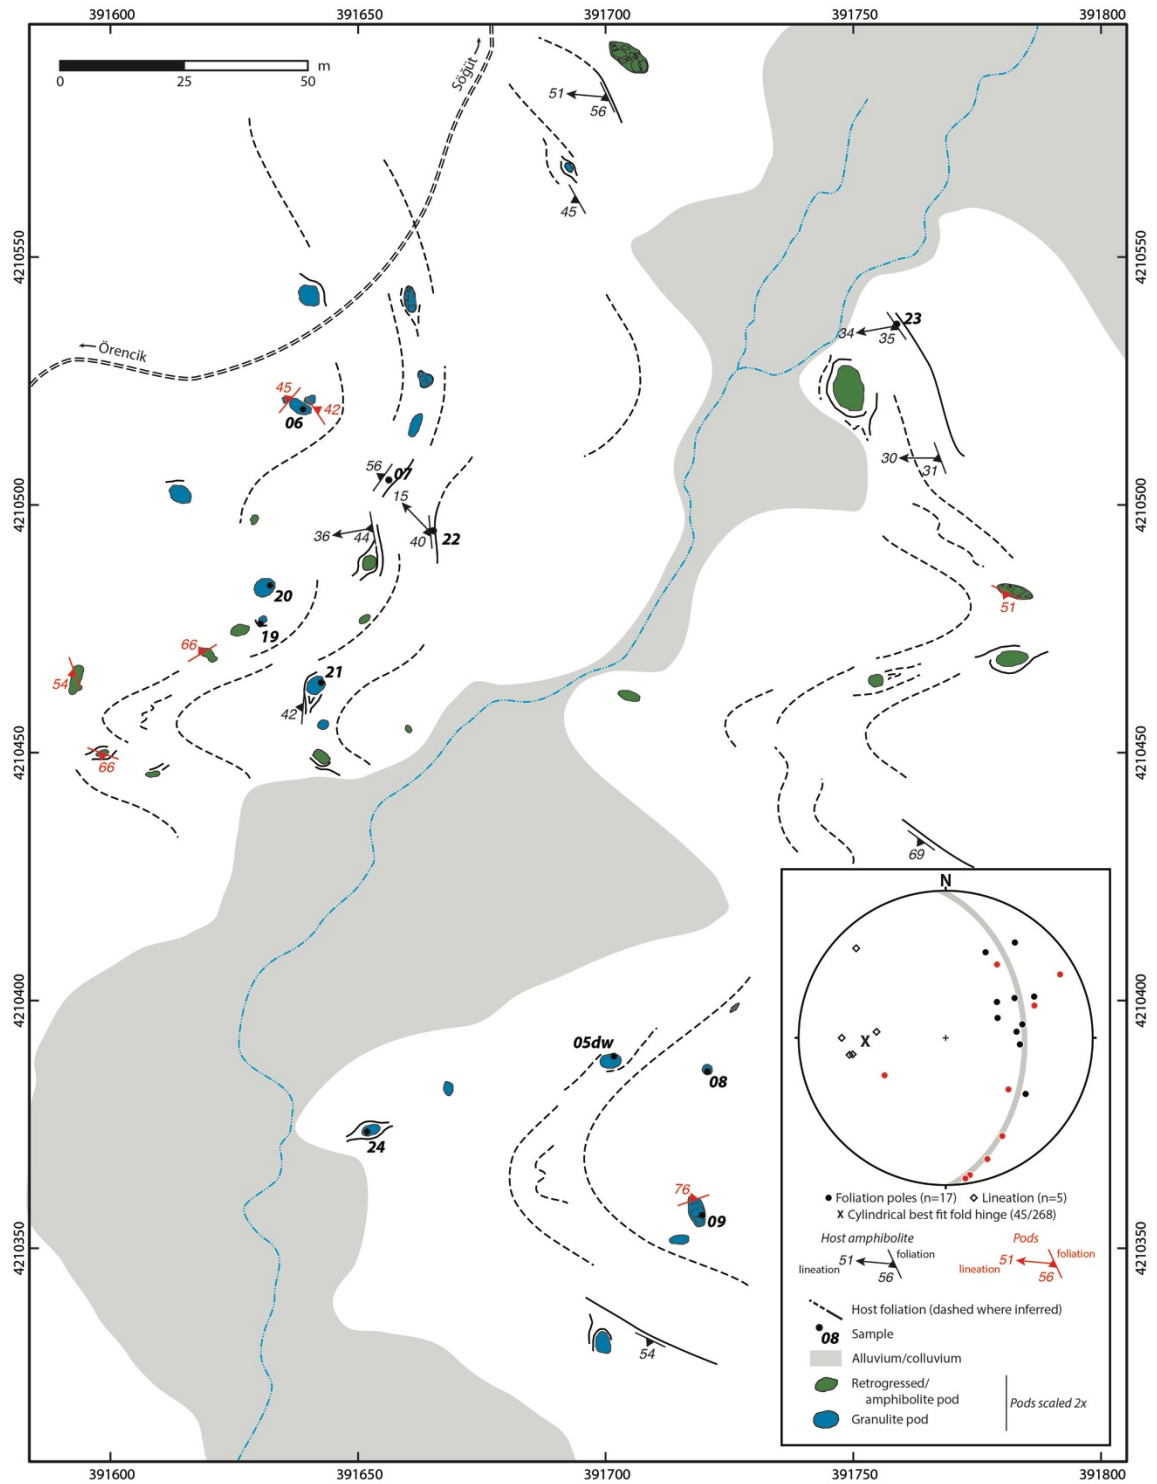 391600 391650 391700 391750 391800
0 25 50 m
Söğüt
51
56
45
4210550 4210550
Örencik
23
34
35
45
42
06
56
07
15
30
31
4210500 4210500
36
44
40
22
20
19
51
66
54
21
42
66
4210450 4210450
69
4210400 4210400
05dw
08
24
76
09
4210350 4210350
54
N
Foliation poles (n=17) Lineation (n=5)
X Cylindrical best fit fold hinge (45/268)
Host amphibolite Pods
51 foliation 51 foliation
lineation 56 lineation 56
Host foliation (dashed where inferred)
08 Sample
Alluvium/colluvium
Retrogressed/
amphibolite pod
Pods scaled 2x
Granulite pod
X
391600 391650 391700 391750 391800